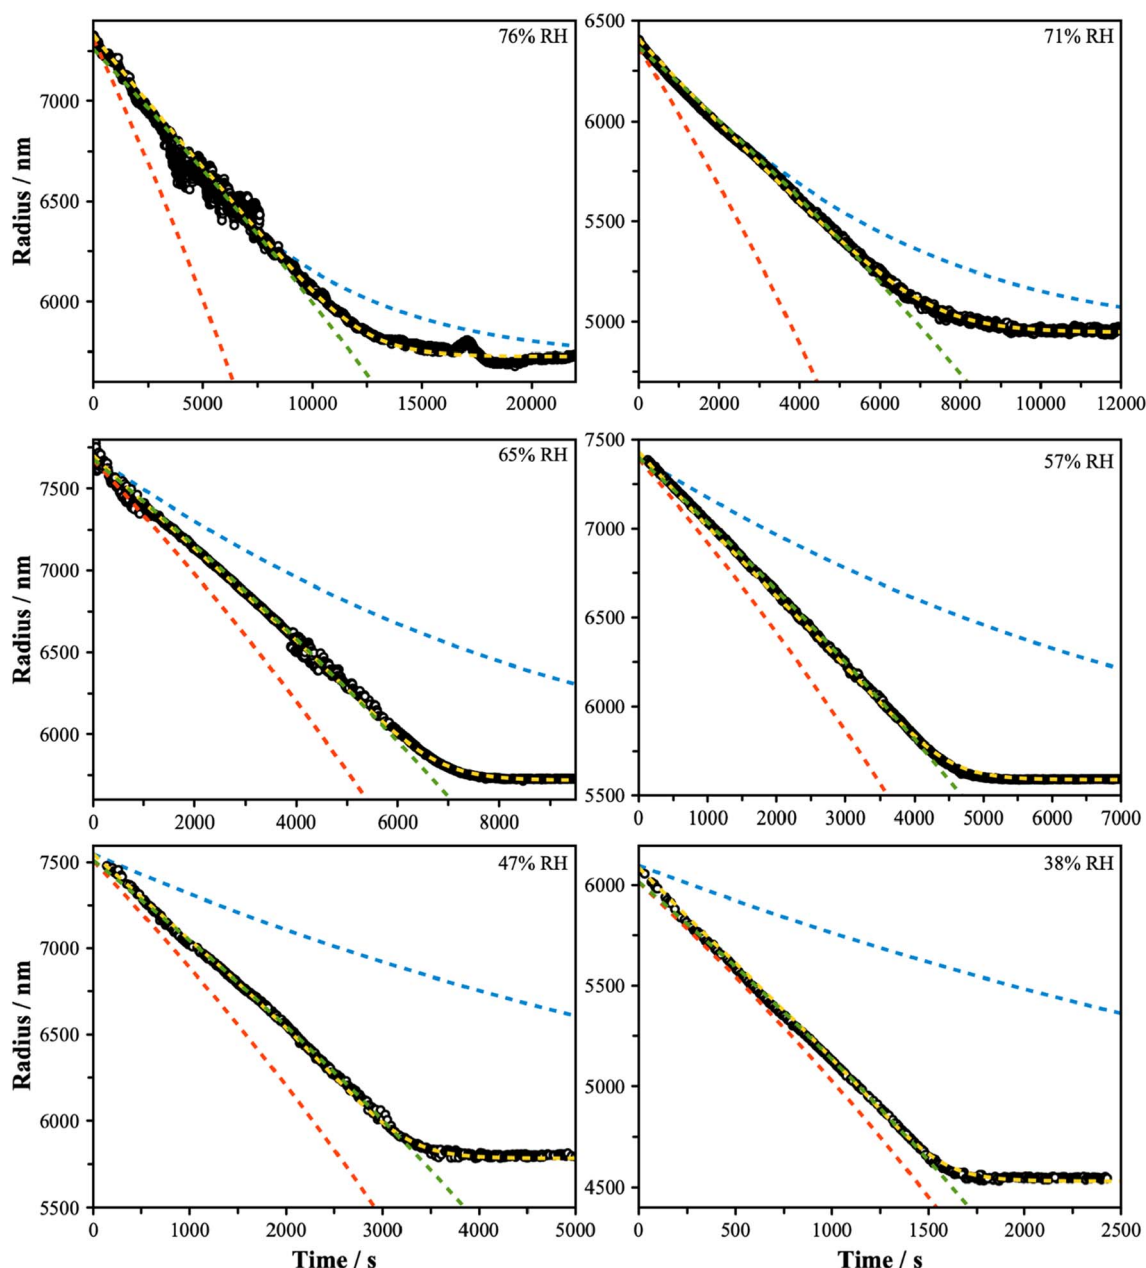 76% RH
Radius / nm
7000
6500
6000
0 5000 10000 15000 20000
71% RH
6500
6000
5500
5000
0 2000 4000 6000 8000 10000 12000
65% RH
Radius / nm
7500
7000
6500
6000
0 2000 4000 6000 8000
57% RH
7500
7000
6500
6000
5500
0 1000 2000 3000 4000 5000 6000 7000
47% RH
Radius / nm
7500
7000
6500
6000
5500
0 1000 2000 3000 4000 5000
Time / s
38% RH
6000
5500
5000
4500
0 500 1000 1500 2000 2500
Time / s